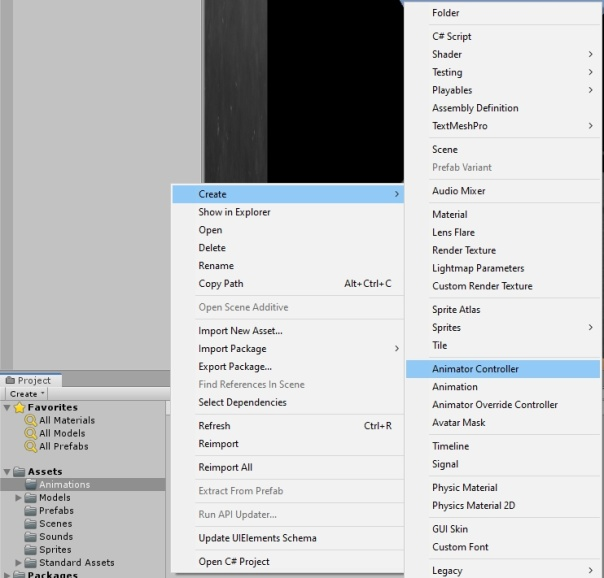 Folder
C# Script
Shader
Testing
Playables
Assembly Definition
TextMeshPro
Scene
Prefab Variant
Audio Mixer
Material
Lens Flare
Render Texture
Lightmap Parameters
Custom Render Texture
Sprite Atlas
Sprites
Tile
Animator Controller
Animation
Animator Override Controller
Avatar Mask
Timeline
Signal
Physic Material
Physics Material 2D
GUI Skin
Custom Font
Legacy
Create
Show in Explorer
Open
Delete
Rename
Copy Path Alt+Ctrl+C
Open Scene Additive
Import New Asset...
Import Package
Export Package...
Find References In Scene
Select Dependencies
Refresh Ctrl+R
Reimport
Reimport All
Extract From Prefab
Run API Updater...
Update UIElements Schema
Open C# Project
Project
Create
Favorites
All Materials
All Models
All Prefabs
Assets
Animations
Models
Prefabs
Scenes
Sounds
Sprites
Standard Assets
Packages